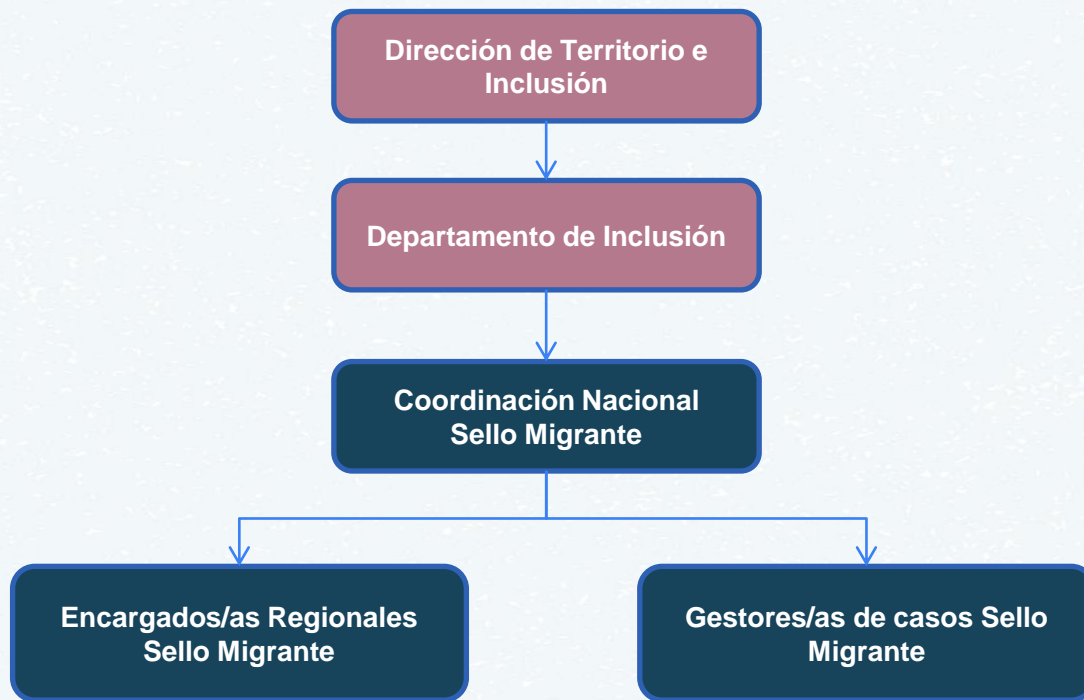 Dirección de Territorio e
Inclusión
Departamento de Inclusión
Coordinación Nacional
Sello Migrante
Encargados/as Regionales
Sello Migrante
Gestores/as de casos Sello
Migrante